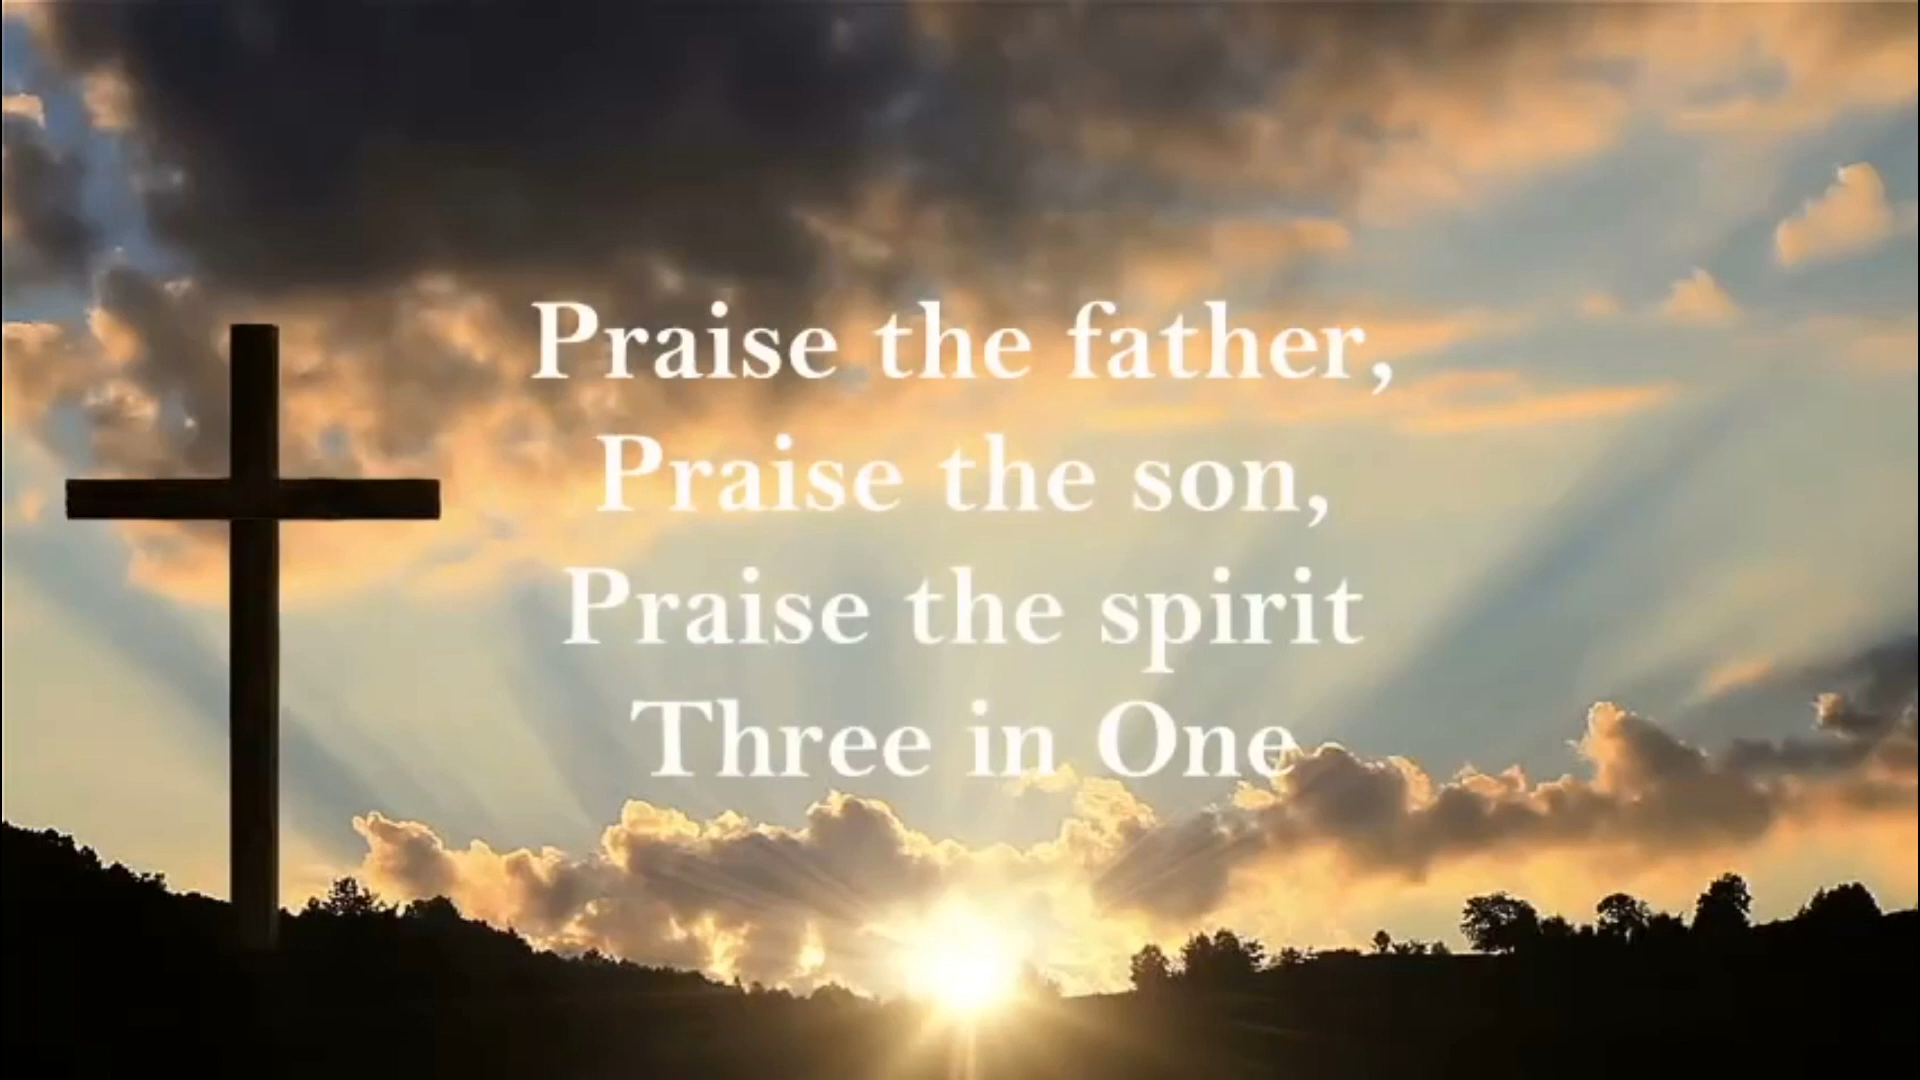 Praise the father,
Praise the son,
Praise the spirit
Three in One